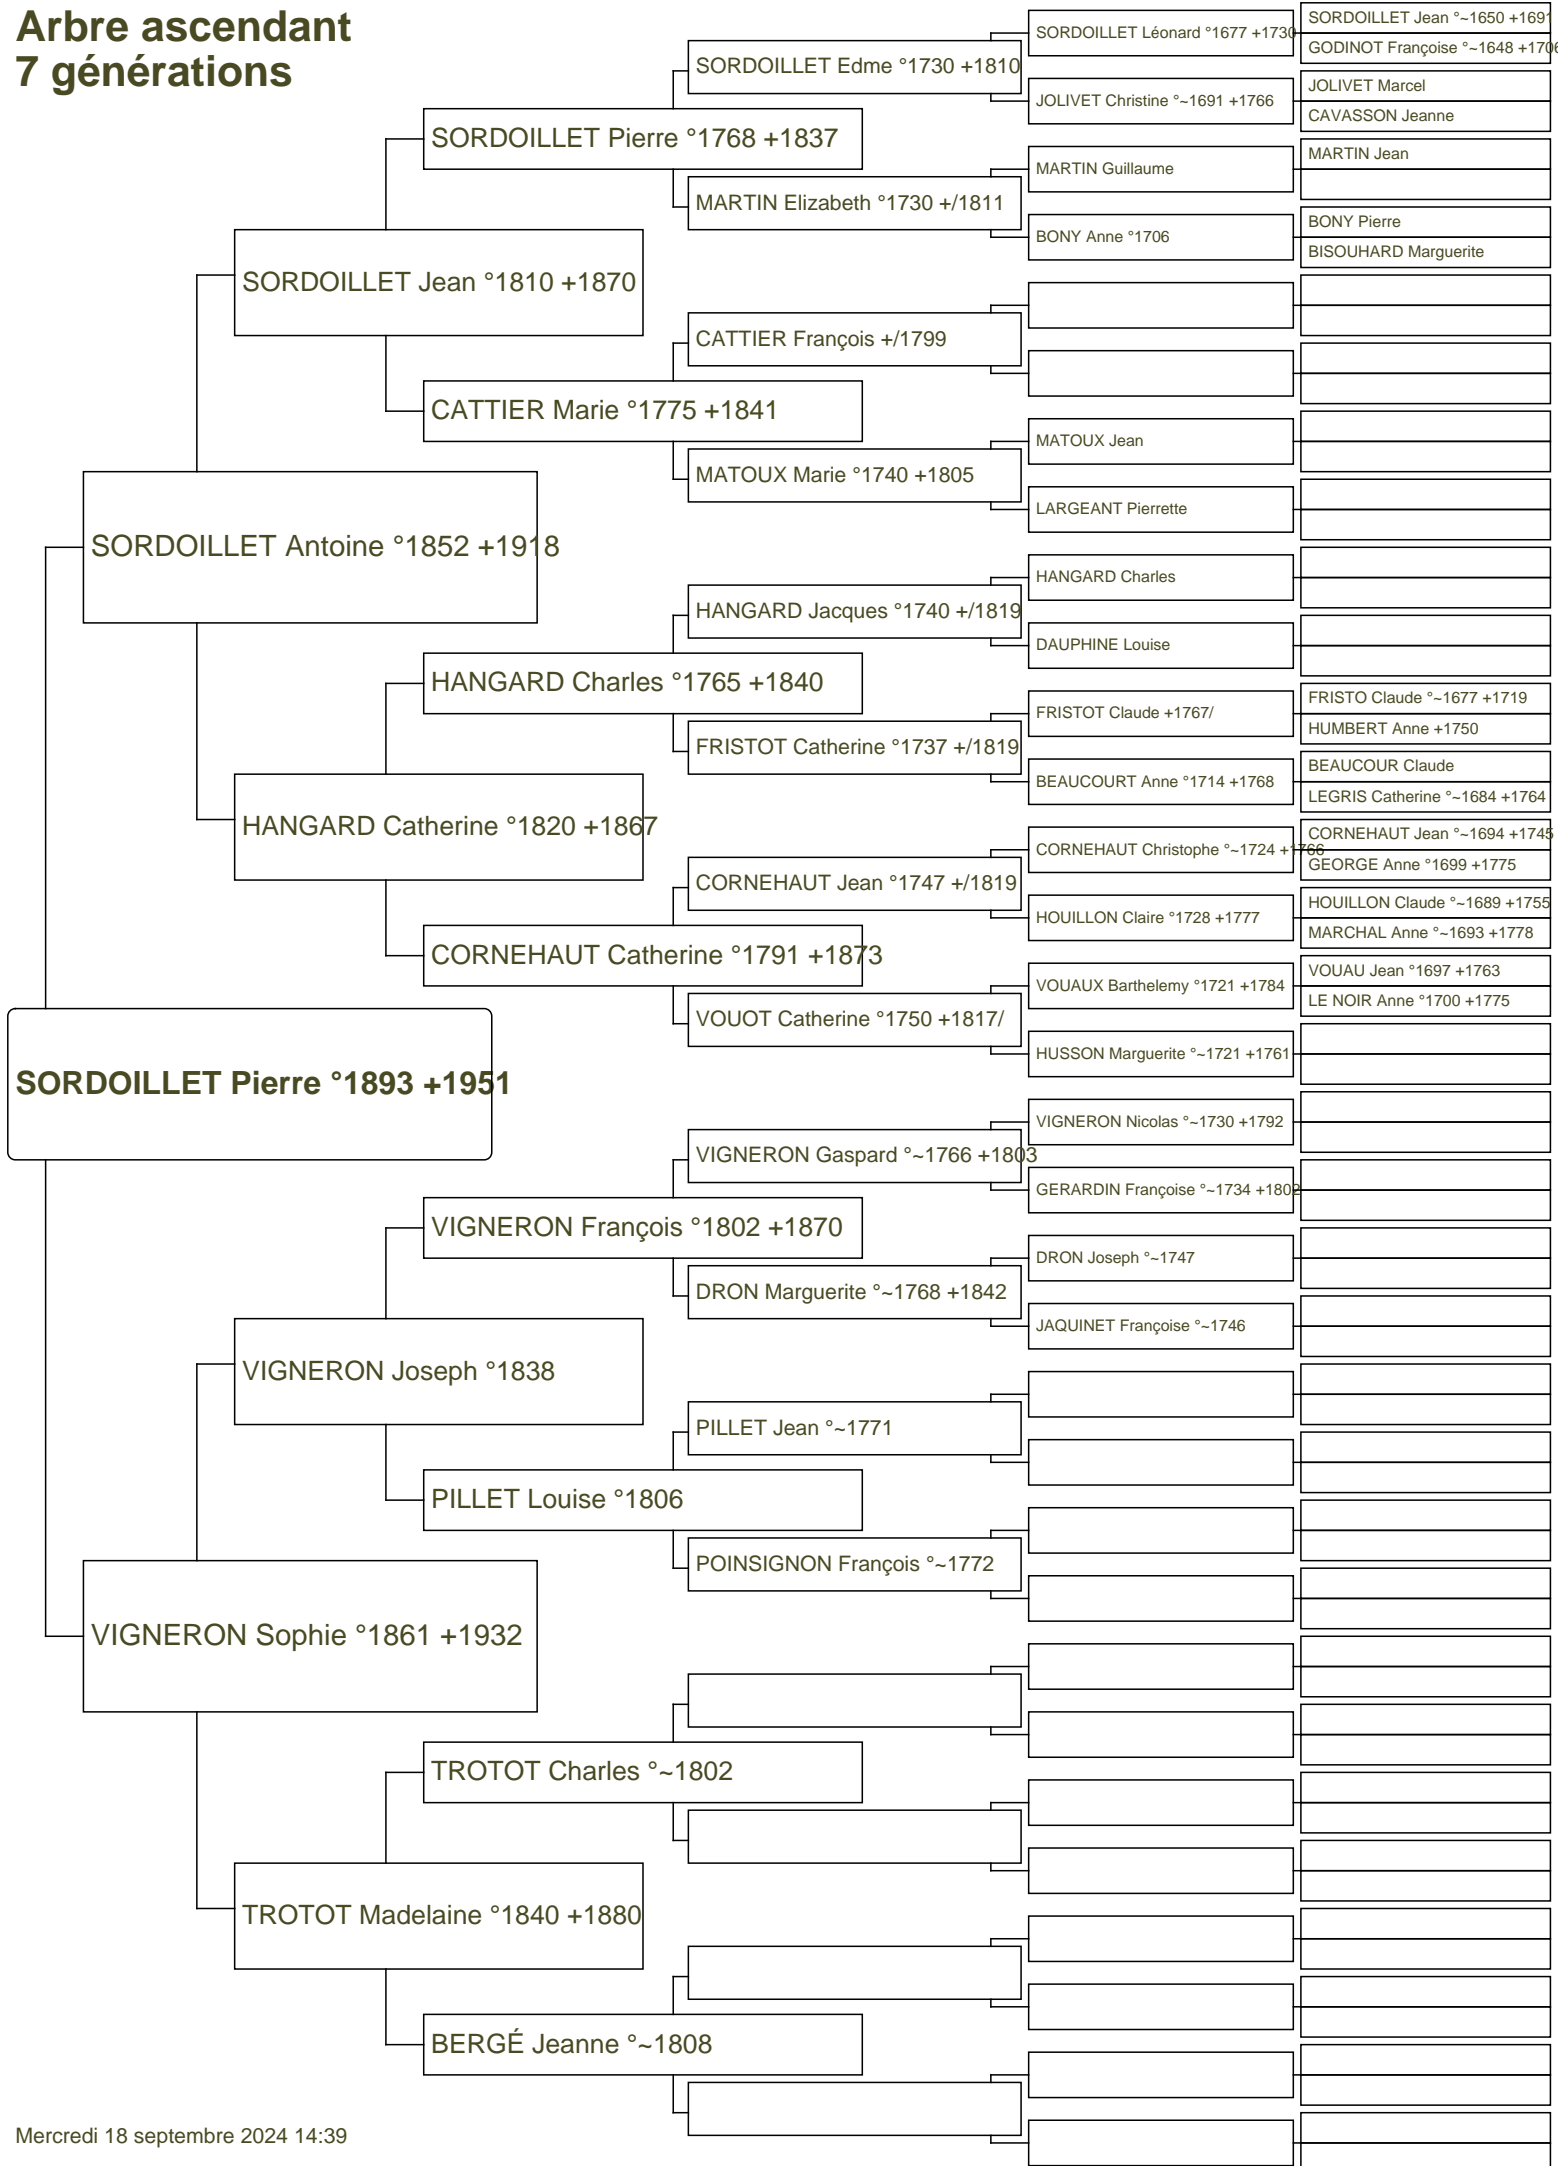 Arbre ascendant
7 générations
SORDOILLET Pierre °1893 +1951
SORDOILLET Antoine °1852 +1918
VIGNERON Sophie °1861 +1932
SORDOILLET Jean °1810 +1870
HANGARD Catherine °1820 +1867
VIGNERON Joseph °1838
TROTOT Madelaine °1840 +1880
SORDOILLET Pierre °1768 +1837
CATTIER Marie °1775 +1841
HANGARD Charles °1765 +1840
CORNEHAUT Catherine °1791 +1873
VIGNERON François °1802 +1870
PILLET Louise °1806
TROTOT Charles °~1802
BERGÉ Jeanne °~1808
SORDOILLET Edme °1730 +1810
MARTIN Elizabeth °1730 +/1811
CATTIER François +/1799
MATOUX Marie °1740 +1805
HANGARD Jacques °1740 +/1819
FRISTOT Catherine °1737 +/1819
CORNEHAUT Jean °1747 +/1819
VOUOT Catherine °1750 +1817/
VIGNERON Gaspard °~1766 +1803
DRON Marguerite °~1768 +1842
PILLET Jean °~1771
POINSIGNON François °~1772
SORDOILLET Léonard °1677 +1730
JOLIVET Christine °~1691 +1766
MARTIN Guillaume
BONY Anne °1706
MATOUX Jean
LARGEANT Pierrette
HANGARD Charles
DAUPHINE Louise
FRISTOT Claude +1767/
BEAUCOURT Anne °1714 +1768
CORNEHAUT Christophe °~1724 +1766
HOUILLON Claire °1728 +1777
VOUAUX Barthelemy °1721 +1784
HUSSON Marguerite °~1721 +1761
VIGNERON Nicolas °~1730 +1792
GERARDIN Françoise °~1734 +1802
DRON Joseph °~1747
JAQUINET Françoise °~1746
SORDOILLET Jean °~1650 +1691
GODINOT Françoise °~1648 +1706
JOLIVET Marcel
CAVASSON Jeanne
MARTIN Jean
BONY Pierre
BISOUHARD Marguerite
FRISTO Claude °~1677 +1719
HUMBERT Anne +1750
BEAUCOUR Claude
LEGRIS Catherine °~1684 +1764
CORNEHAUT Jean °~1694 +1745
GEORGE Anne °1699 +1775
HOUILLON Claude °~1689 +1755
MARCHAL Anne °~1693 +1778
VOUAU Jean °1697 +1763
LE NOIR Anne °1700 +1775
Mercredi 18 septembre 2024 14:39